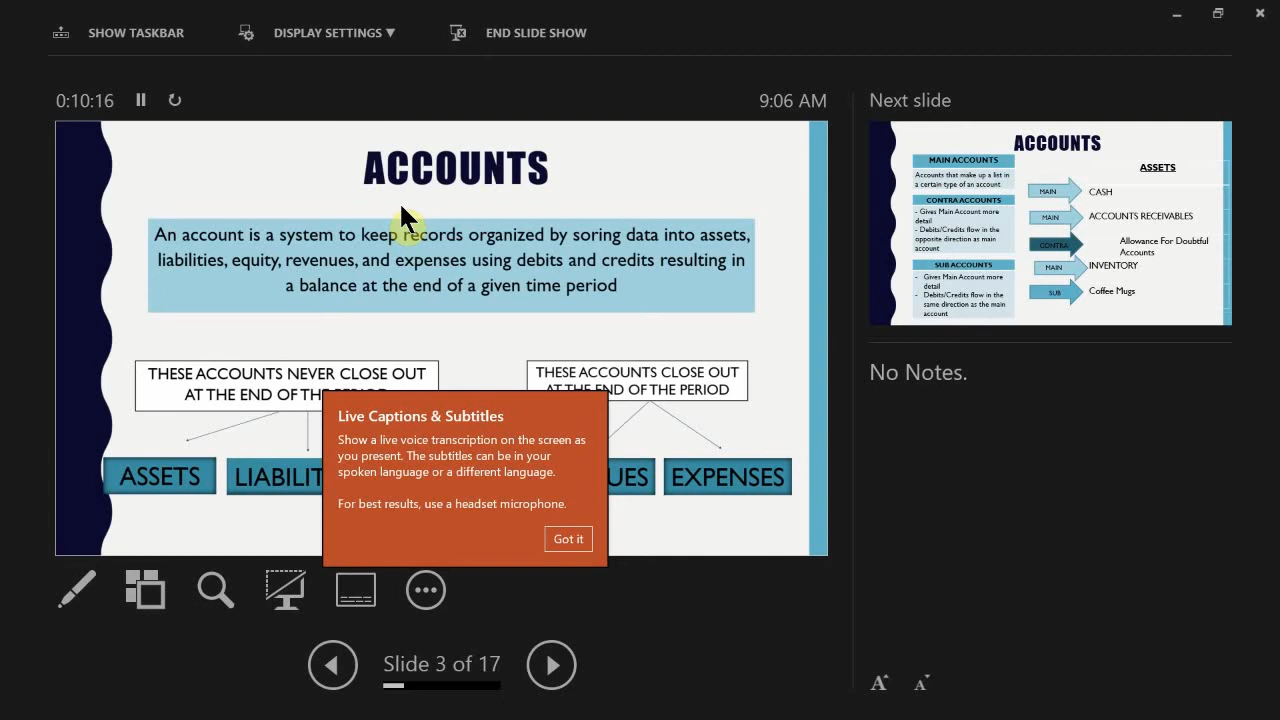 SHOW TASKBAR
DISPLAY SETTINGS ▼
END SLIDE SHOW
0:10:16
9:06 AM
ACCOUNTS
An account is a system to keep records organized by soring data into assets,
liabilities, equity, revenues, and expenses using debits and credits resulting in
a balance at the end of a given time period
THESE ACCOUNTS NEVER CLOSE OUT
AT THE END OF THE PERIOD
THESE ACCOUNTS CLOSE OUT
AT THE END OF THE PERIOD
ASSETS
LIABILIT
UES
EXPENSES
Live Captions & Subtitles
Show a live voice transcription on the screen as
you present. The subtitles can be in your
spoken language or a different language.
For best results, use a headset microphone.
Got it
Slide 3 of 17
Next slide
ACCOUNTS
MAIN ACCOUNTS
Accounts that make up a list in
a certain type of an account
CONTRA ACCOUNTS
- Gives Main Account more
detail
- Debits/Credits flow in the
opposite direction as main
account
SUB ACCOUNTS
- Gives Main Account more
detail
- Debits/Credits flow in the
same direction as the main
account
ASSETS
MAIN CASH
MAIN ACCOUNTS RECEIVABLES
CONTRA Allowance For Doubtful
Accounts
MAIN INVENTORY
SUB Coffee Mugs
No Notes.
A A